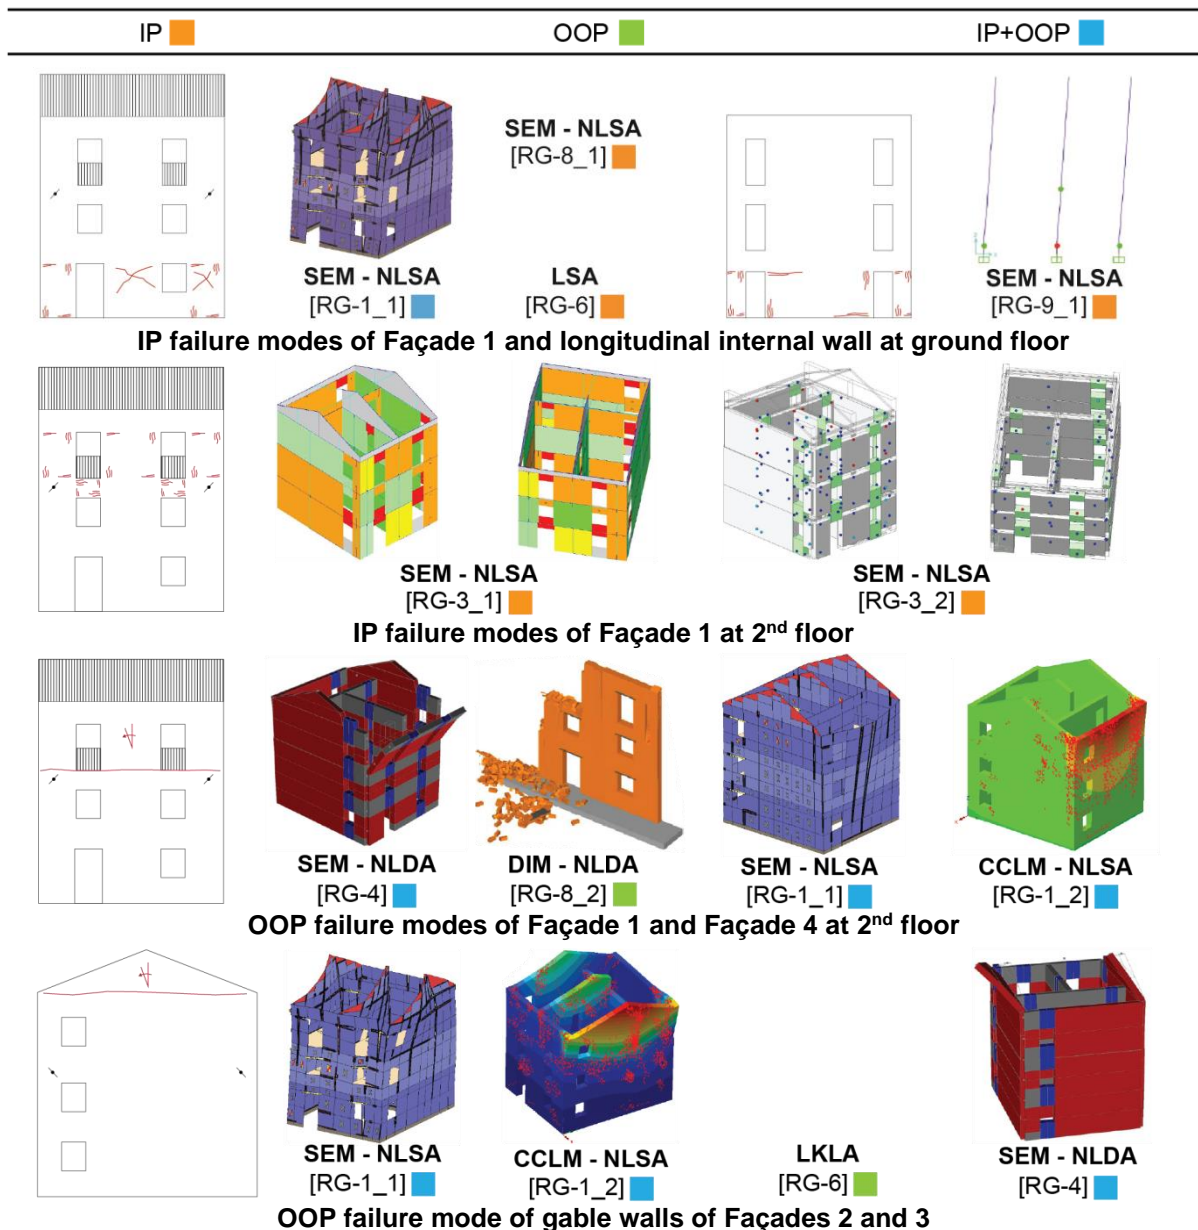 IP OOP IP+OOP
SEM - NLSA
[RG-8_1]
SEM - NLSA
[RG-1_1]
LSA
[RG-6]
SEM - NLSA
[RG-9_1]
IP failure modes of Façade 1 and longitudinal internal wall at ground floor
SEM - NLSA
[RG-3_1]
SEM - NLSA
[RG-3_2]
IP failure modes of Façade 1 at 2nd floor
SEM - NLDA
[RG-4]
DIM - NLDA
[RG-8_2]
SEM - NLSA
[RG-1_1]
CCLM - NLSA
[RG-1_2]
OOP failure modes of Façade 1 and Façade 4 at 2nd floor
SEM - NLSA
[RG-1_1]
CCLM - NLSA
[RG-1_2]
LKLA
[RG-6]
SEM - NLDA
[RG-4]
OOP failure mode of gable walls of Façades 2 and 3